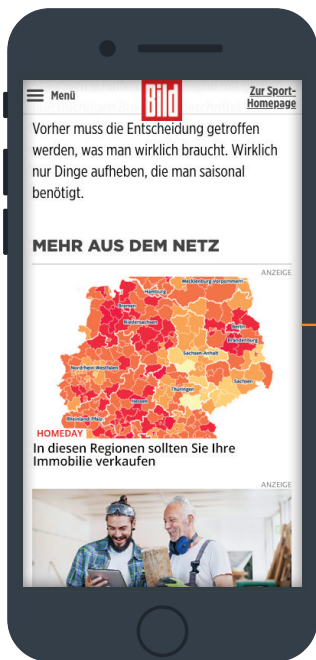 Menü
Bild
Zur Sport-
Homepage
Vorher muss die Entscheidung getroffen
werden, was man wirklich braucht. Wirklich
nur Dinge aufheben, die man saisonal
benötigt.
MEHR AUS DEM NETZ
ANZEIGE
Mecklenburg-Vorpommern
Hamburg
Bremen
Niedersachsen
Berlin
Brandenburg
Sachsen-Anhalt
Nordrhein-Westfalen
Sachsen
Thüringen
Hessen
Rheinland-Pfalz
HOMEDAY
In diesen Regionen sollten Sie Ihre
Immobilie verkaufen
ANZEIGE